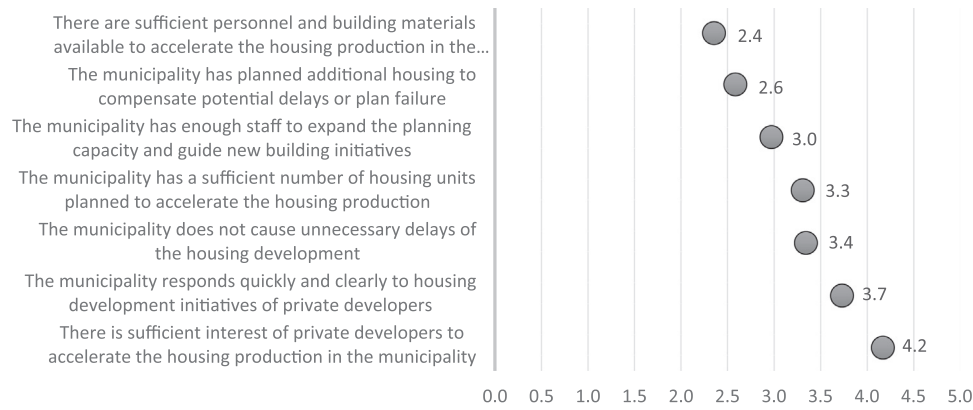 There are sufficient personnel and building materials
available to accelerate the housing production in the...
2.4
The municipality has planned additional housing to
compensate potential delays or plan failure
2.6
The municipality has enough staff to expand the planning
capacity and guide new building initiatives
3.0
The municipality has a sufficient number of housing units
planned to accelerate the housing production
3.3
The municipality does not cause unnecessary delays of
the housing development
3.4
The municipality responds quickly and clearly to housing
development initiatives of private developers
3.7
There is sufficient interest of private developers to
accelerate the housing production in the municipality
4.2
0.0 0.5 1.0 1.5 2.0 2.5 3.0 3.5 4.0 4.5 5.0